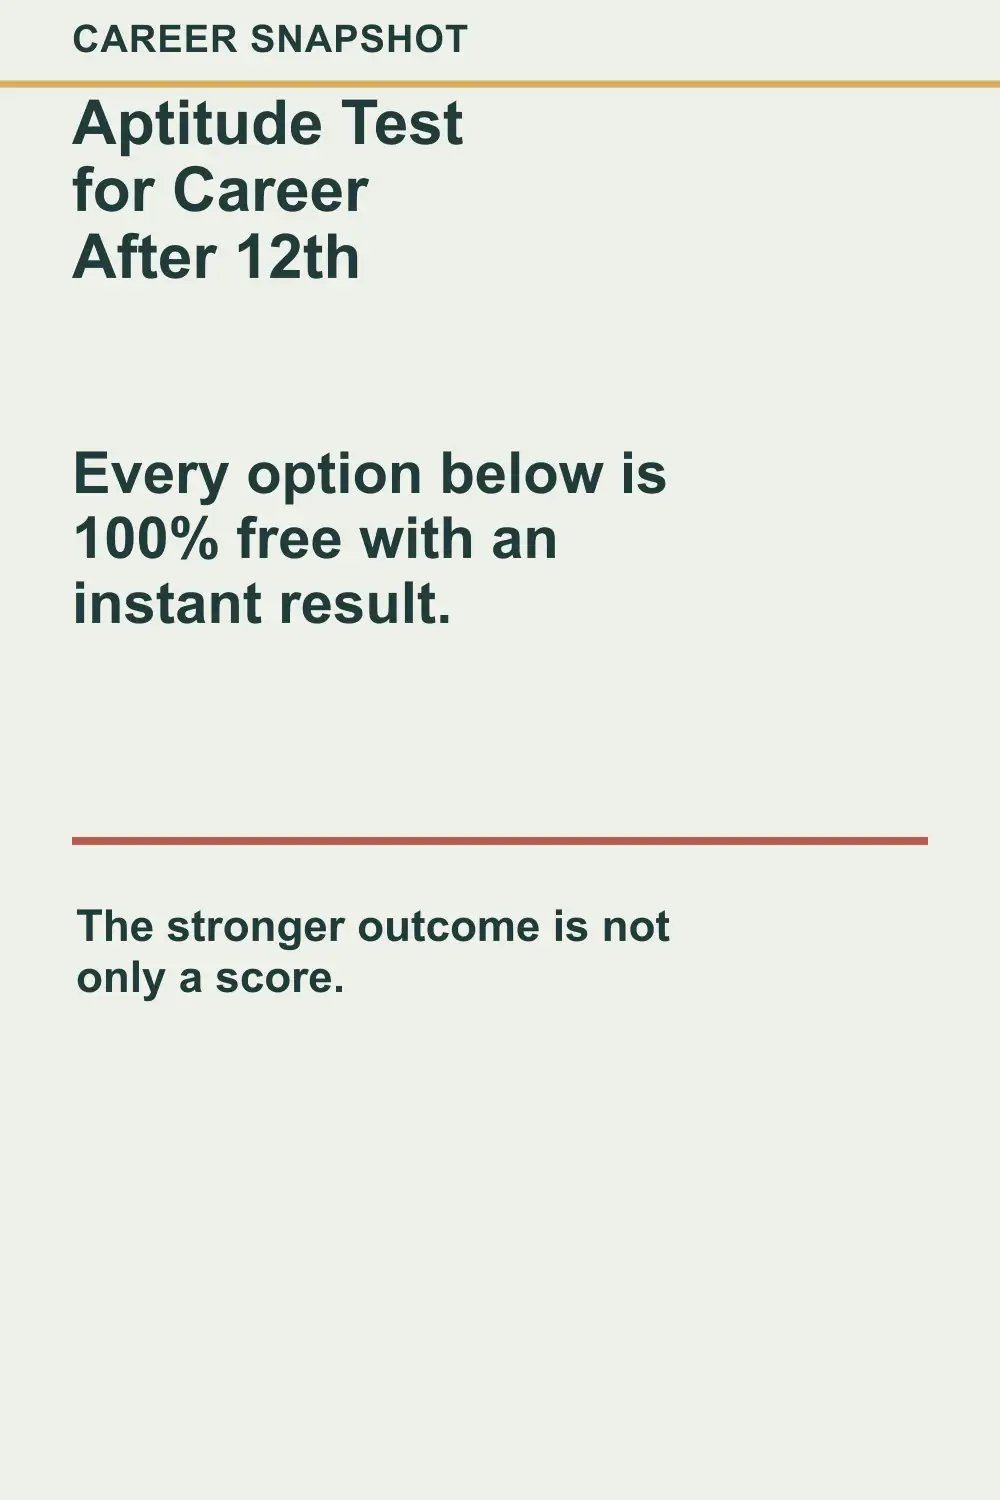 CAREER SNAPSHOT
Aptitude Test
for Career
After 12th
Every option below is
100% free with an
instant result.
The stronger outcome is not
only a score.